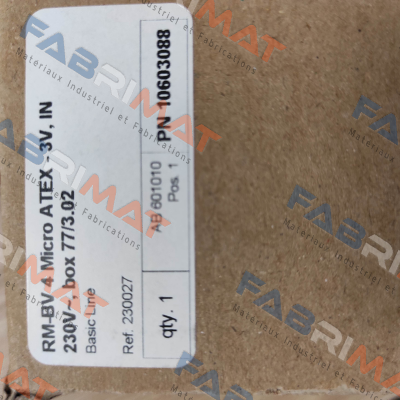 RM-BV 4 Micro ATEX - 3V, IN
230V ~, box 77/3.02
Basic Line
Ref. 230027
AB 601010
Pos. 1
PN 10603088
qty. 1
FABRIMAT
Materiaux Industriel et Fabrications